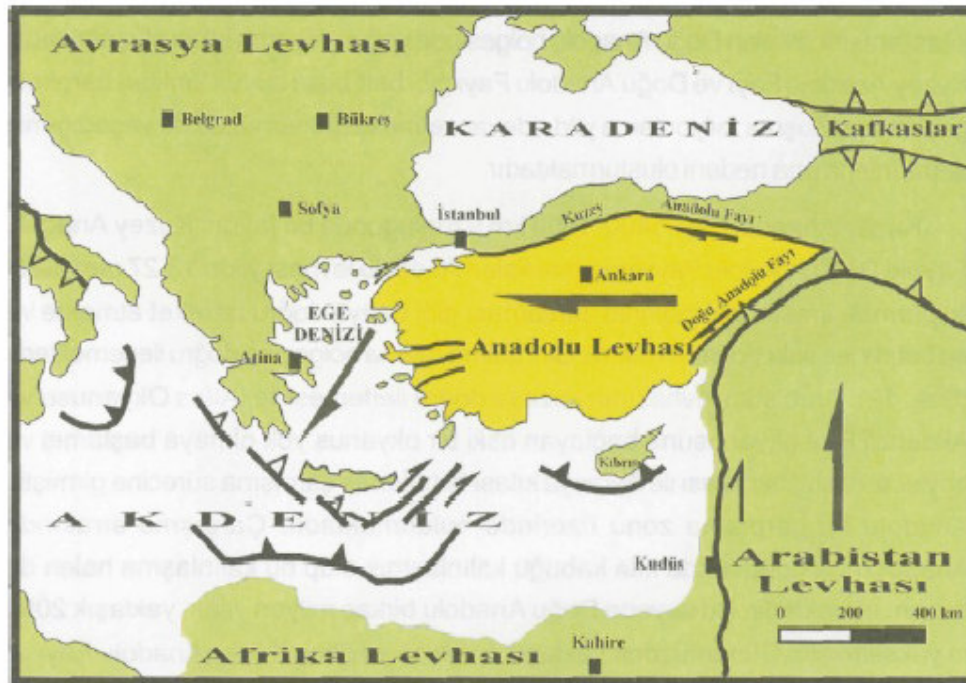 Avrasya Levhası
Belgrad
Bükreş
KARADENİZ
Kafkaslar
Sofya
İstanbul
Kuzey Anadolu Fayı
Ankara
Doğu Anadolu Fayı
EGE
DENİZİ
Atina
Anadolu Levhası
Kıbrıs
AKDENİZ
Kudüs
Arabistan
Levhası
0 200 400 km
Kahire
Afrika Levhası